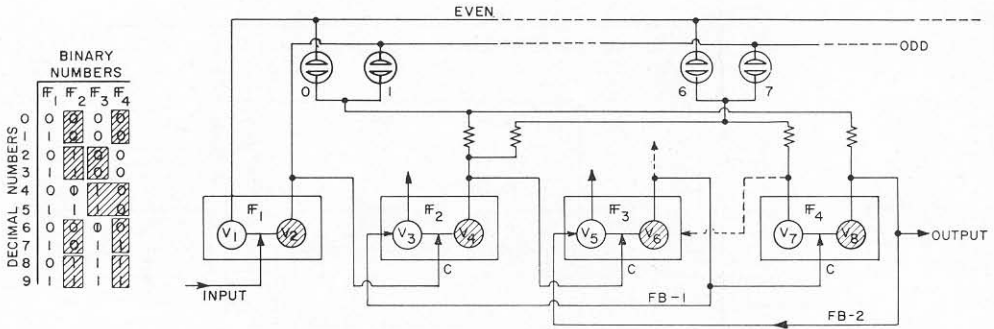 EVEN
ODD
BINARY
NUMBERS
FF1 FF2 FF3 FF4
DECIMAL NUMBERS
0 0 0 0 0
1 1 0 0 0
2 0 1 0 0
3 1 1 0 0
4 0 0 0
5 1 1 0
6 0 0 0 1
7 1 0 1 1
8 0 1 1 1
9 1 1 1 1
0 1 6 7
FF1 FF2 FF3 FF4
V1 V2 V3 V4 V5 V6 V7 V8
OUTPUT
C C C
INPUT
FB-1
FB-2